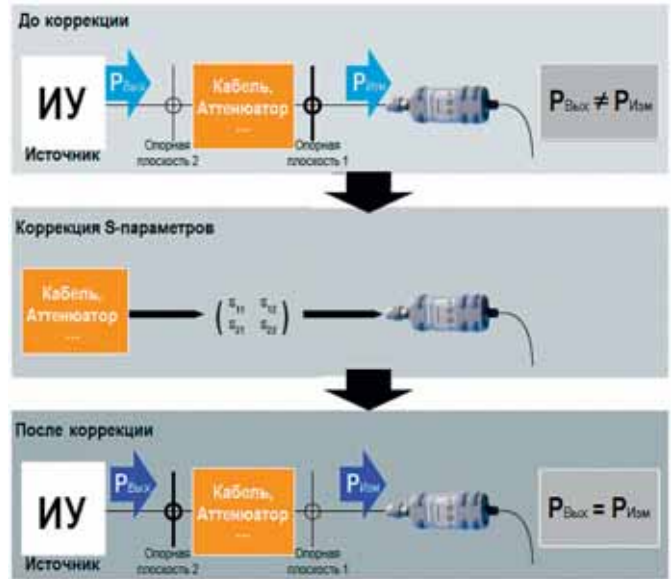 До коррекции
ИУ
Источник
PВых
Опорная
плоскость 2
Кабель,
Аттенюатор
...
Опорная
плоскость 1
PИзм
PВых ≠ PИзм
Коррекция S-параметров
Кабель,
Аттенюатор
...
S11 S12
S21 S22
После коррекции
ИУ
Источник
PВых
Опорная
плоскость 2
Кабель,
Аттенюатор
...
Опорная
плоскость 1
PИзм
PВых = PИзм